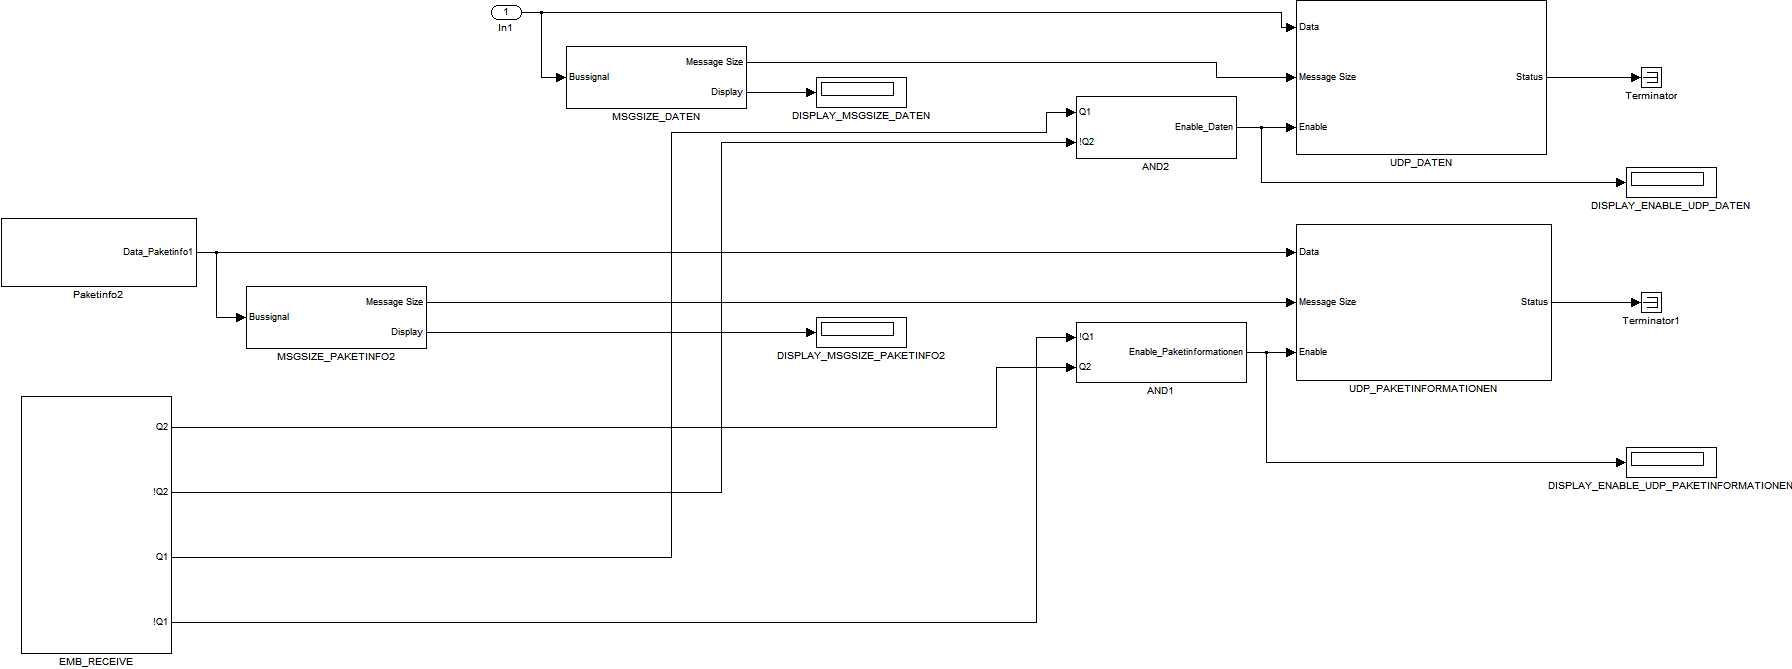 1
In1
Data
Bussignal
Message Size
Display
MSGSIZE_DATEN
DISPLAY_MSGSIZE_DATEN
Message Size
Status
Terminator
Q1
!Q2
Enable_Daten
AND2
Enable
UDP_DATEN
DISPLAY_ENABLE_UDP_DATEN
Data_Paketinfo1
Paketinfo2
Data
Bussignal
Message Size
Display
MSGSIZE_PAKETINFO2
DISPLAY_MSGSIZE_PAKETINFO2
Message Size
Status
Terminator1
!Q1
Q2
Enable_Paketinformationen
AND1
Enable
UDP_PAKETINFORMATIONEN
DISPLAY_ENABLE_UDP_PAKETINFORMATIONEN
Q2
!Q2
Q1
!Q1
EMB_RECEIVE